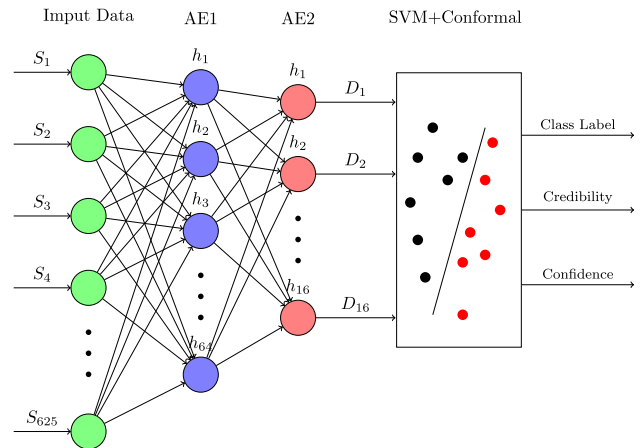 Imput Data
AE1
AE2
SVM+Conformal
S1
S2
S3
S4
S625
h1
h2
h3
h64
h1
h2
h16
D1
D2
D16
Class Label
Credibility
Confidence